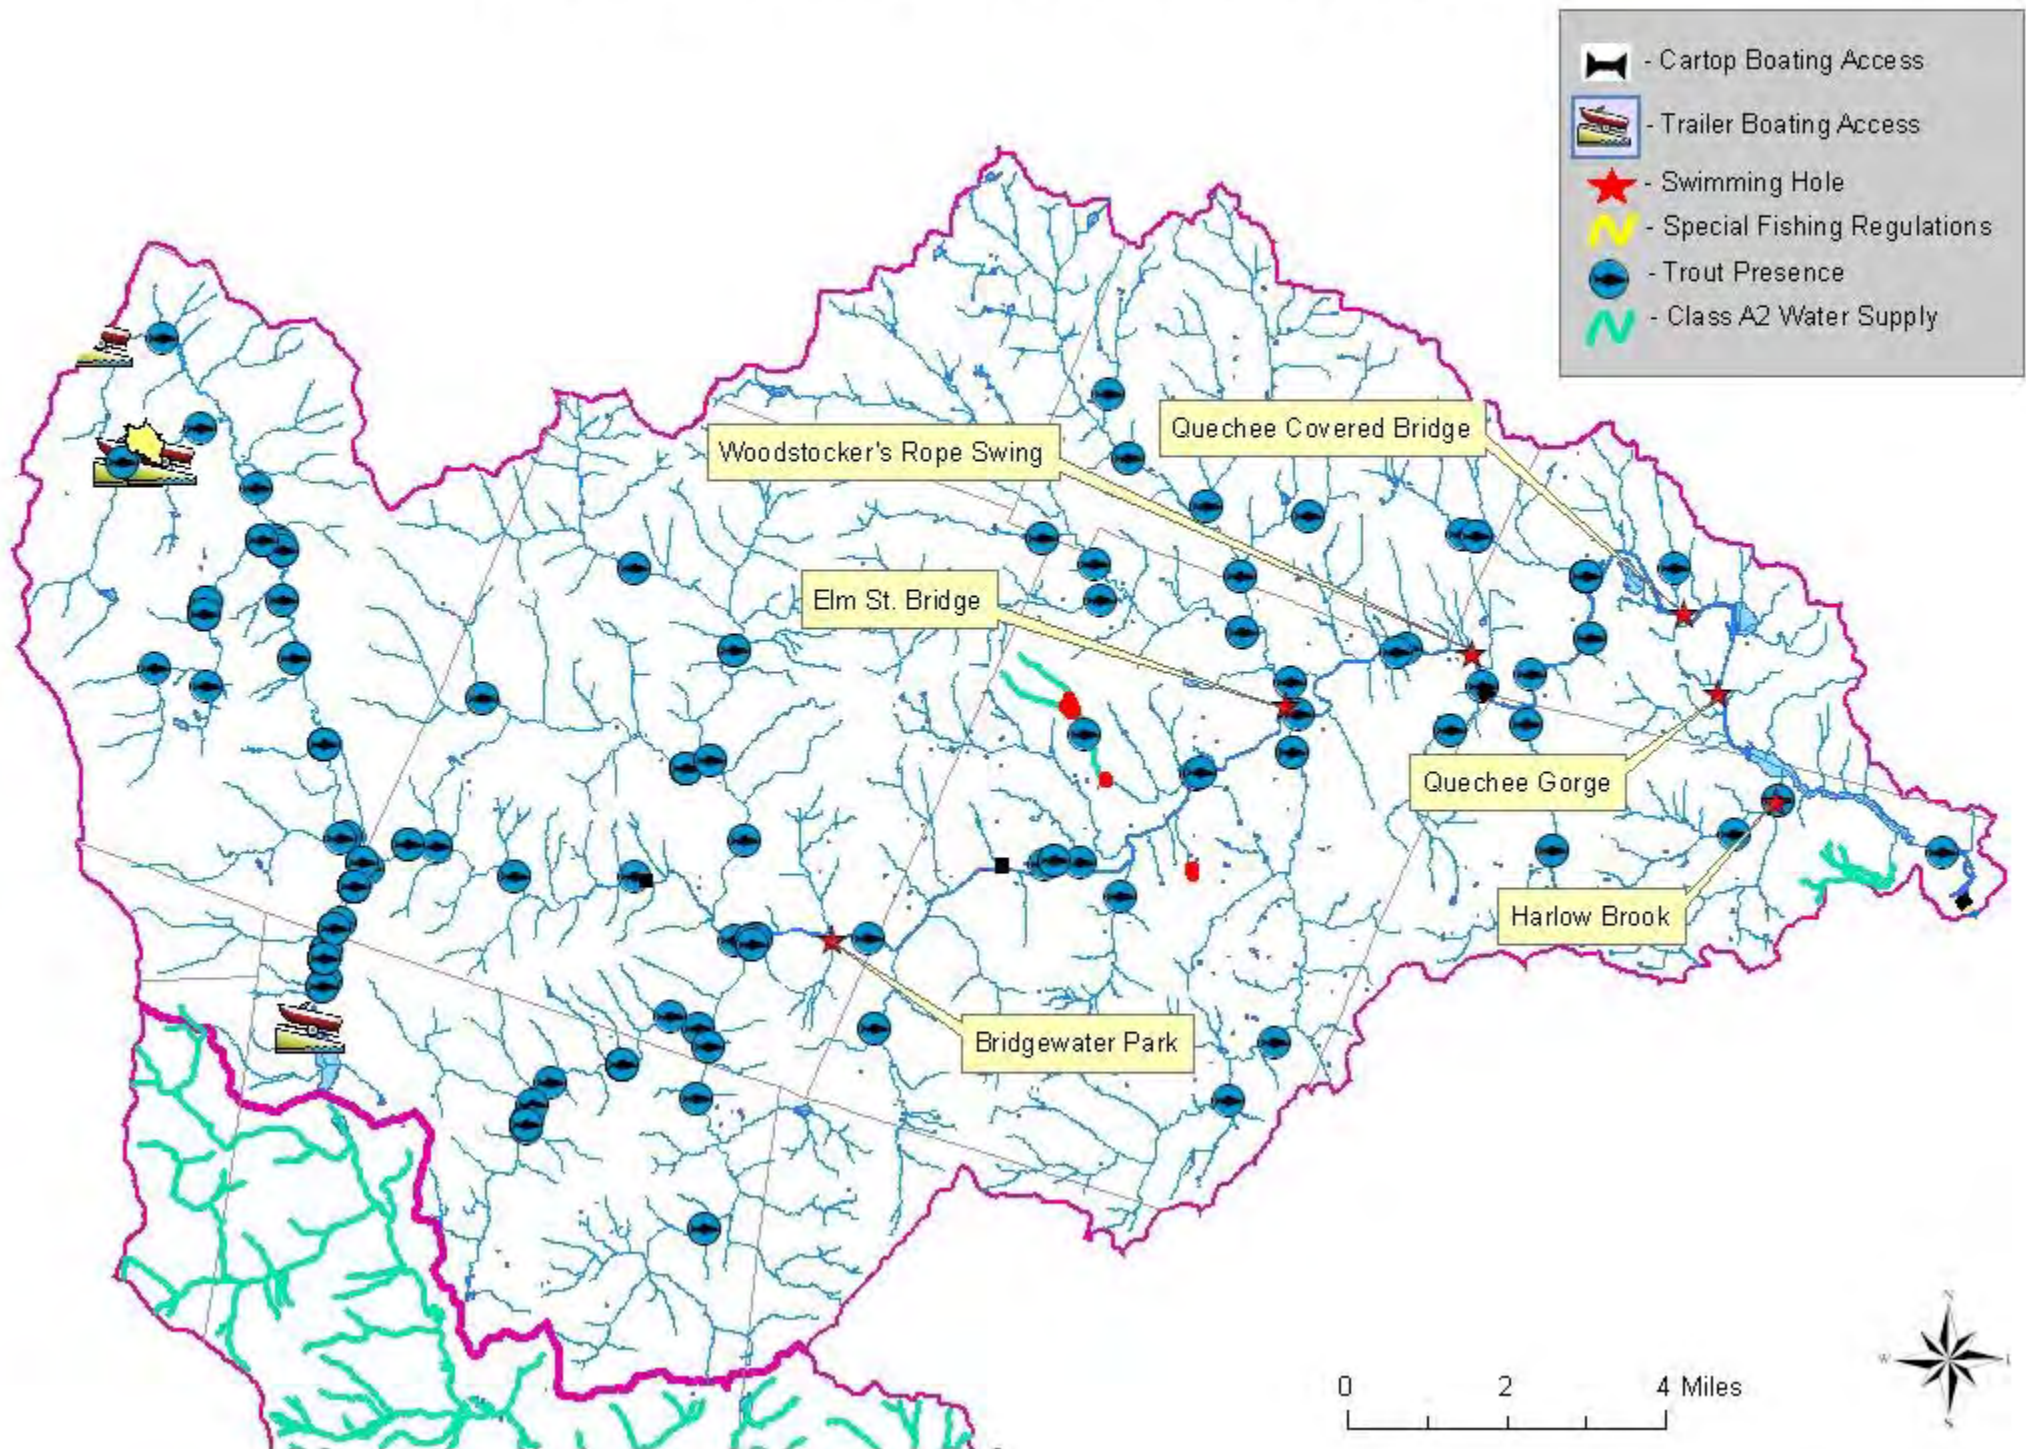 - Cartop Boating Access
- Trailer Boating Access
- Swimming Hole
- Special Fishing Regulations
- Trout Presence
- Class A2 Water Supply
Quechee Covered Bridge
Woodstocker's Rope Swing
Elm St. Bridge
Quechee Gorge
Harlow Brook
Bridgewater Park
N
W
S
0 2 4 Miles